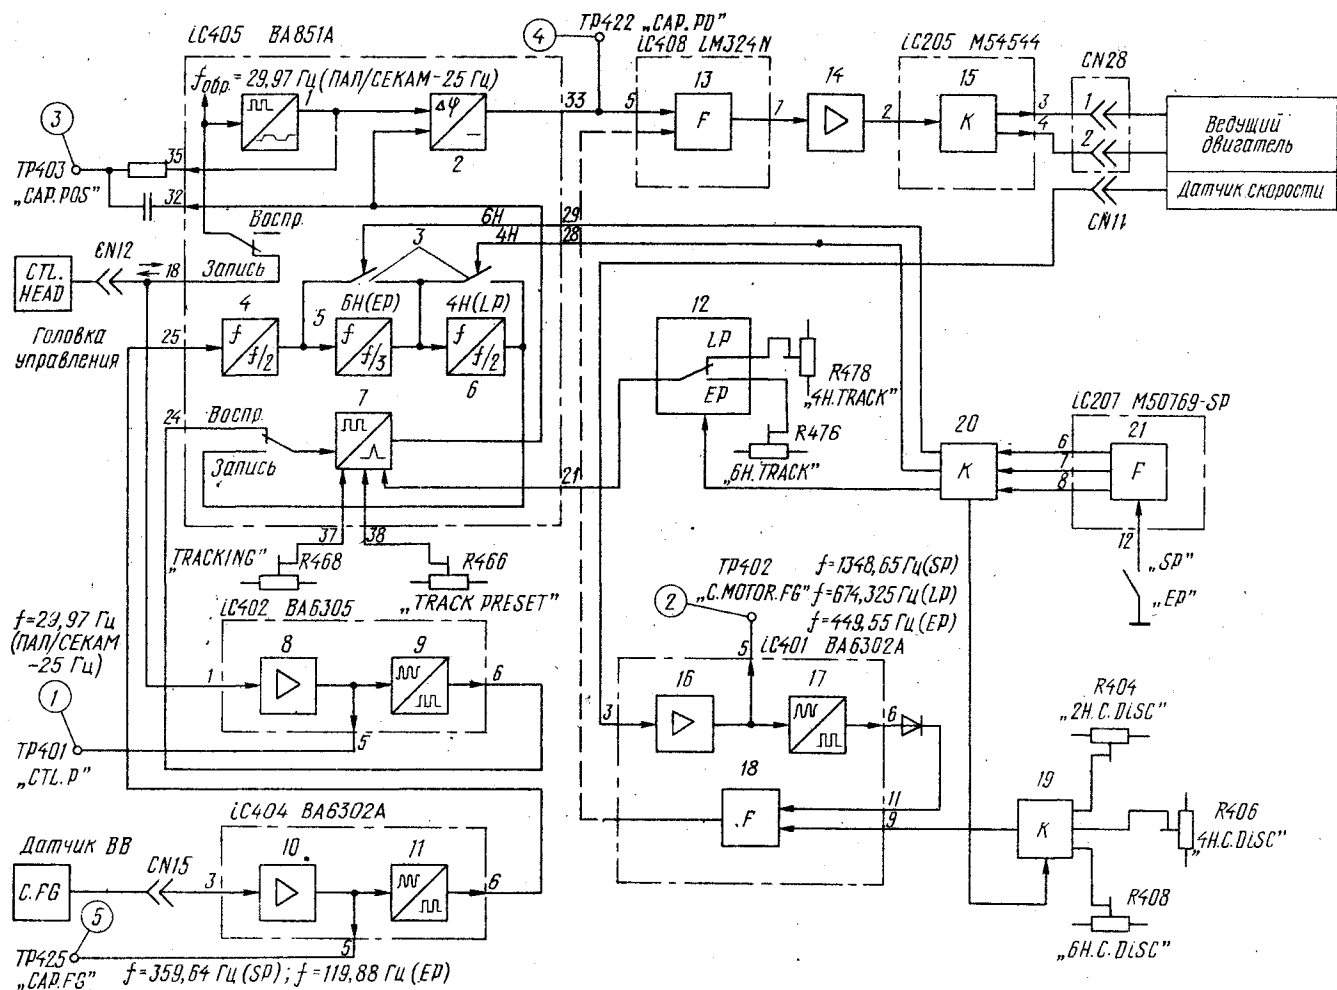 iC405 BA851A
4
TP422 „CAP. PD"
iC408 LM324N
iC205 M54544
CN28
fобр.=29,97 Гц(ПАЛ/СЕКАМ-25 Гц)
1
Δφ
2
33
5
13
F
7
14
2
15
K
3
4
1
2
Ведущий
двигатель
Датчик скорости
CN11
3
TP403
„CAP. POS"
35
32
Воспр.
Запись
6H
29
4H
28
3
CN12
18
CTL.
HEAD
Головка
управления
25
4
f
f/2
5
6H(EP)
f
f/3
4H(LP)
f
f/2
6
7
24
Воспр.
Запись
21
37
38
12
LP
EP
R478
„4H.TRACK"
R476
„6H.TRACK"
20
K
iC207 M50769-SP
6
7
8
21
F
12
„SP"
„EP"
„TRACKING"
R468
R466
„TRACK PRESET"
iC402 BA6305
f=29,97 Гц
(ПАЛ/СЕКАМ
-25 Гц)
1
TP401
„CTL.P"
1
8
9
6
5
TP402
„C.MOTOR.FG"
f=1348,65 Гц(SP)
f=674,325 Гц(LP)
f=449,55 Гц(EP)
2
5
iC401 BA6302A
3
16
17
6
18
F
11
9
R404
„2H.C.DiSC"
19
K
R406
„4H.C.DiSC"
R408
„6H.C.DiSC"
iC404 BA6302A
Датчик ВВ
C.FG
CN15
3
10
11
6
5
5
TP425
„CAP.FG"
f=359,64 Гц(SP); f=119,88 Гц(EP)